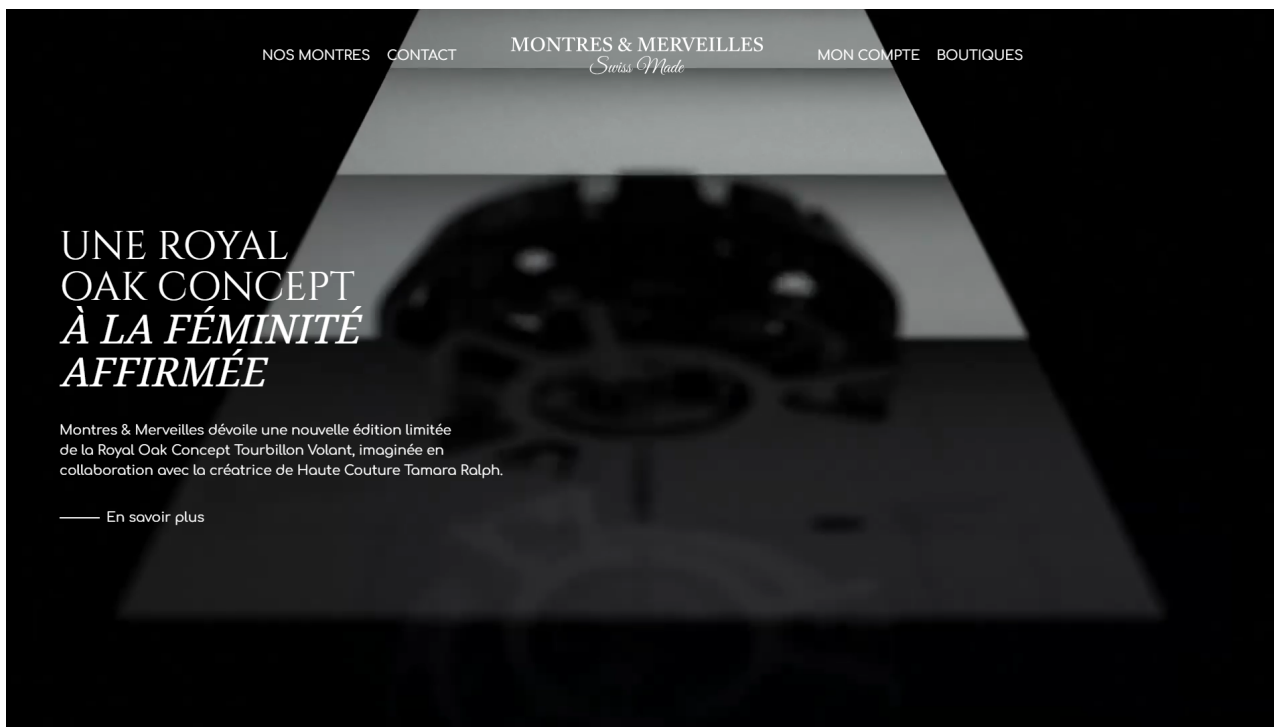 NOS MONTRES CONTACT MONTRES & MERVEILLES MON COMPTE BOUTIQUES
Swiss Made
UNE ROYAL
OAK CONCEPT
À LA FÉMINITÉ
AFFIRMÉE
Montres & Merveilles dévoile une nouvelle édition limitée
de la Royal Oak Concept Tourbillon Volant, imaginée en
collaboration avec la créatrice de Haute Couture Tamara Ralph.
En savoir plus